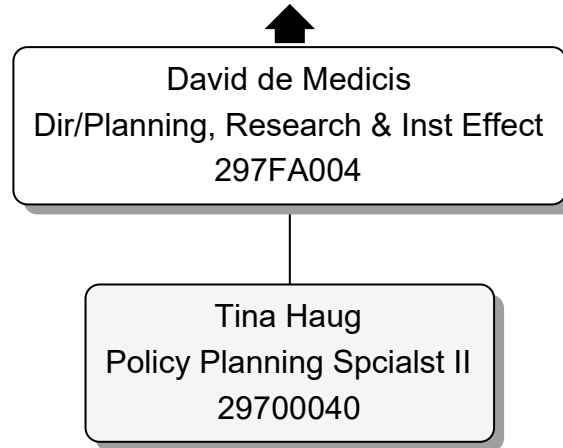 David de Medicis
Dir/Planning, Research & Inst Effect
297FA004
Tina Haug
Policy Planning Spcialst II
29700040